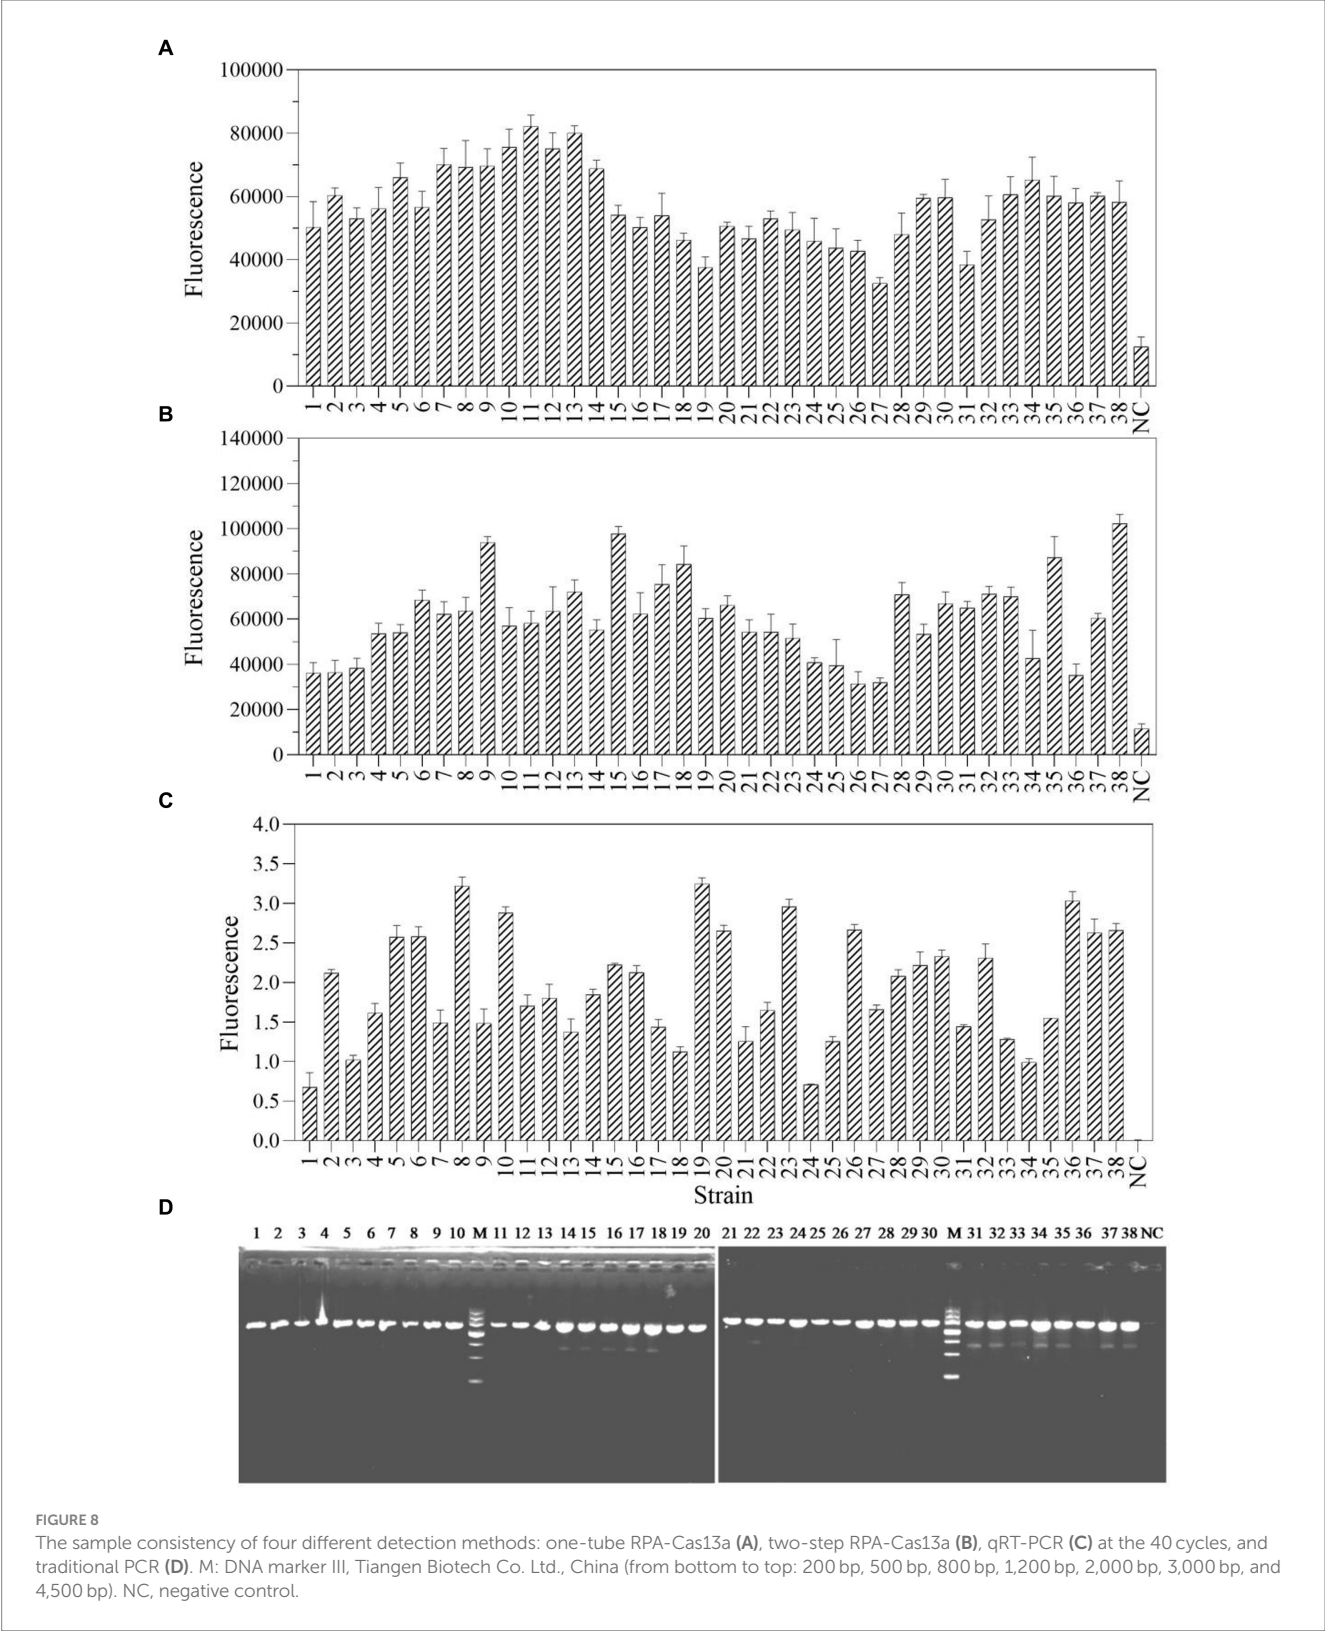 A
100000
80000
60000
40000
20000
0
Fluorescence
1 2 3 4 5 6 7 8 9 10 11 12 13 14 15 16 17 18 19 20 21 22 23 24 25 26 27 28 29 30 31 32 33 34 35 36 37 38 NC
B
140000
120000
100000
80000
60000
40000
20000
0
Fluorescence
1 2 3 4 5 6 7 8 9 10 11 12 13 14 15 16 17 18 19 20 21 22 23 24 25 26 27 28 29 30 31 32 33 34 35 36 37 38 NC
C
4.0
3.5
3.0
2.5
2.0
1.5
1.0
0.5
0.0
Fluorescence
1 2 3 4 5 6 7 8 9 10 11 12 13 14 15 16 17 18 19 20 21 22 23 24 25 26 27 28 29 30 31 32 33 34 35 36 37 38 NC
Strain
D
1 2 3 4 5 6 7 8 9 10 M 11 12 13 14 15 16 17 18 19 20 21 22 23 24 25 26 27 28 29 30 M 31 32 33 34 35 36 37 38 NC
FIGURE 8
The sample consistency of four different detection methods: one-tube RPA-Cas13a (A), two-step RPA-Cas13a (B), qRT-PCR (C) at the 40 cycles, and
traditional PCR (D). M: DNA marker III, Tiangen Biotech Co. Ltd., China (from bottom to top: 200 bp, 500 bp, 800 bp, 1,200 bp, 2,000 bp, 3,000 bp, and
4,500 bp). NC, negative control.